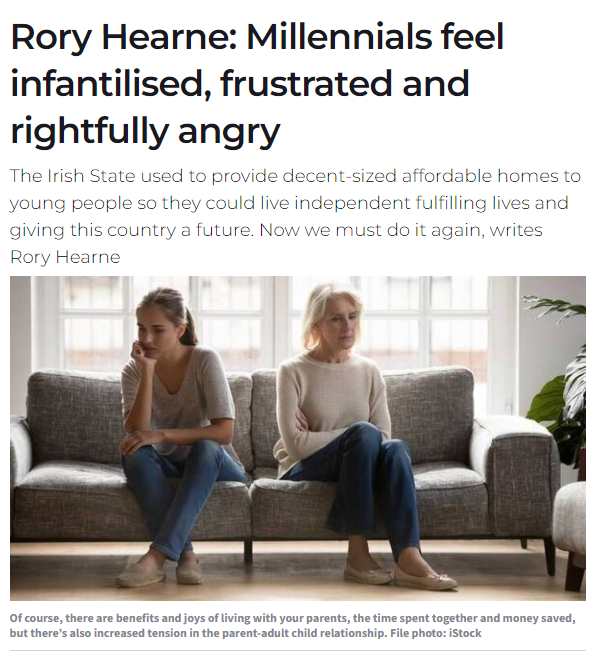 Rory Hearne: Millennials feel
infantilised, frustrated and
rightfully angry
The Irish State used to provide decent-sized affordable homes to
young people so they could live independent fulfilling lives and
giving this country a future. Now we must do it again, writes
Rory Hearne
Of course, there are benefits and joys of living with your parents, the time spent together and money saved,
but there's also increased tension in the parent-adult child relationship. File photo: iStock